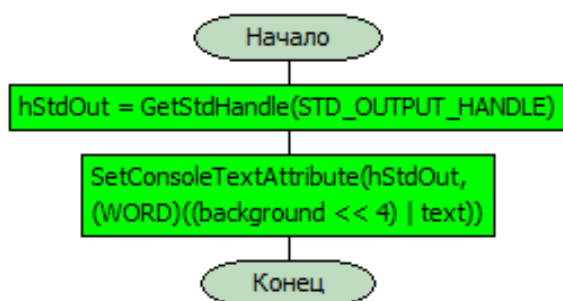 Начало
hStdOut = GetStdHandle(STD_OUTPUT_HANDLE)
SetConsoleTextAttribute(hStdOut,
(WORD)((background << 4) | text))
Конец